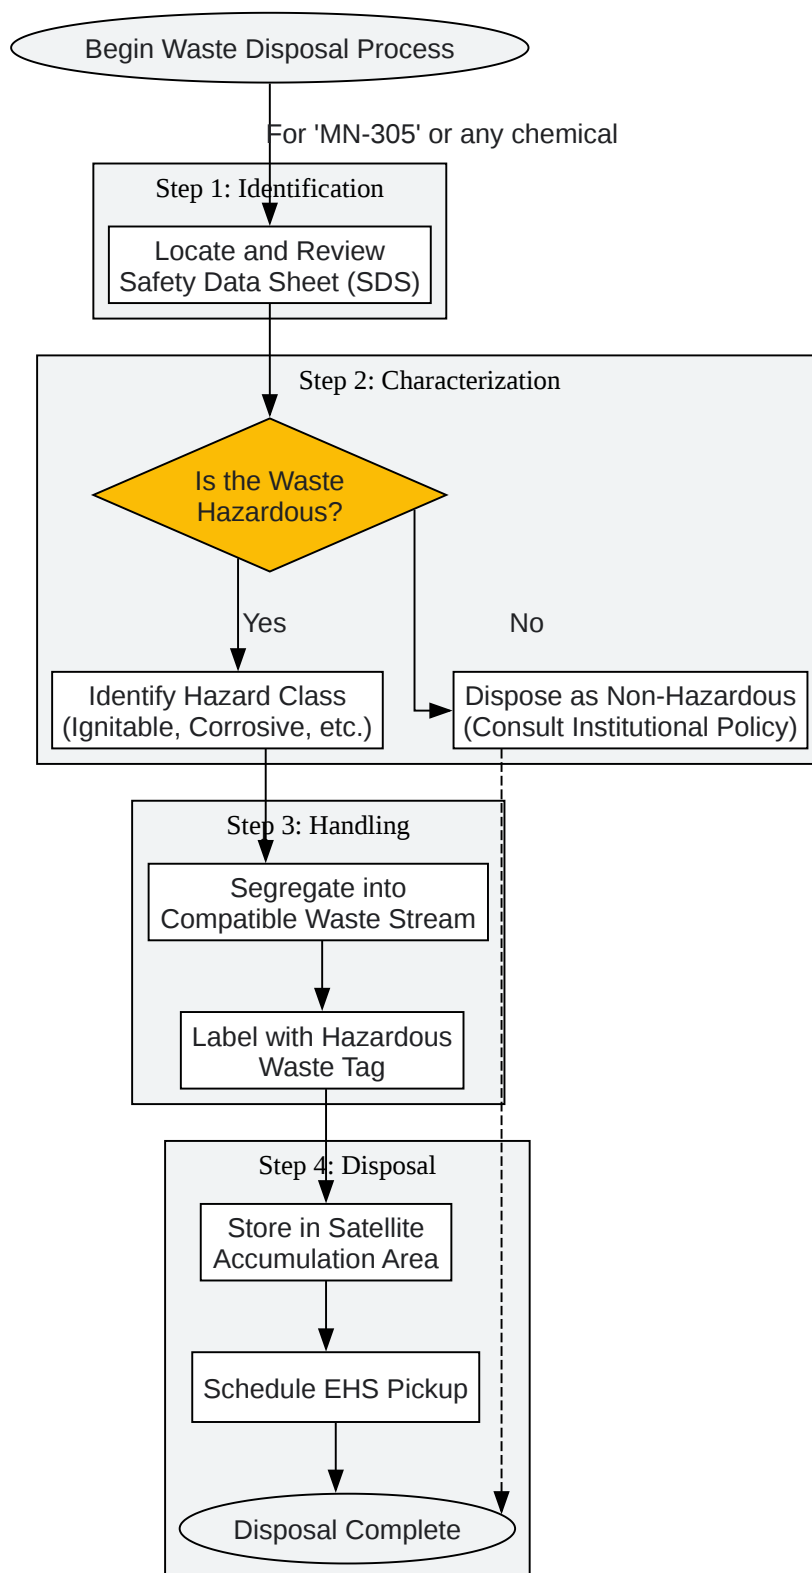 Begin Waste Disposal Process
For 'MN-305' or any chemical
Step 1: Identification
Locate and Review
Safety Data Sheet (SDS)
Step 2: Characterization
Is the Waste
Hazardous?
Yes
No
Identify Hazard Class
(Ignitable, Corrosive, etc.)
Dispose as Non-Hazardous
(Consult Institutional Policy)
Step 3: Handling
Segregate into
Compatible Waste Stream
Label with Hazardous
Waste Tag
Step 4: Disposal
Store in Satellite
Accumulation Area
Schedule EHS Pickup
Disposal Complete